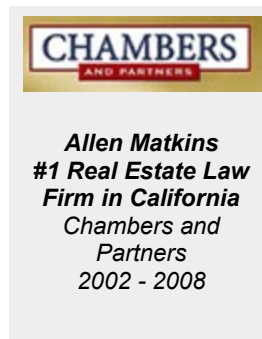 CHAMBERS
AND PARTNERS
Allen Matkins
#1 Real Estate Law
Firm in California
Chambers and
Partners
2002 - 2008